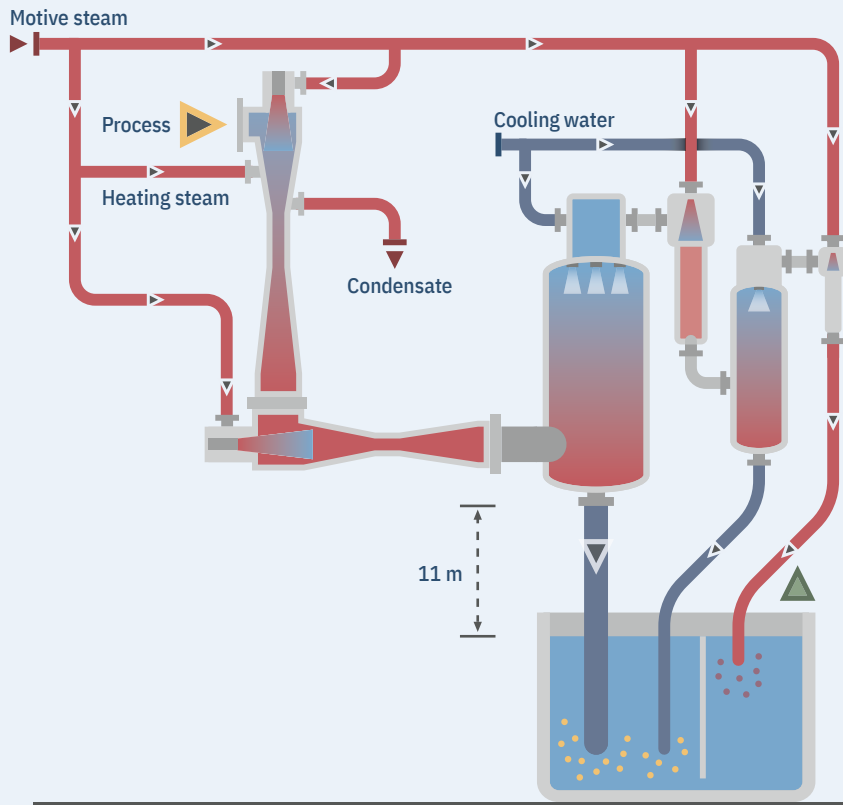 Motive steam
Process
Cooling water
Heating steam
Condensate
11 m